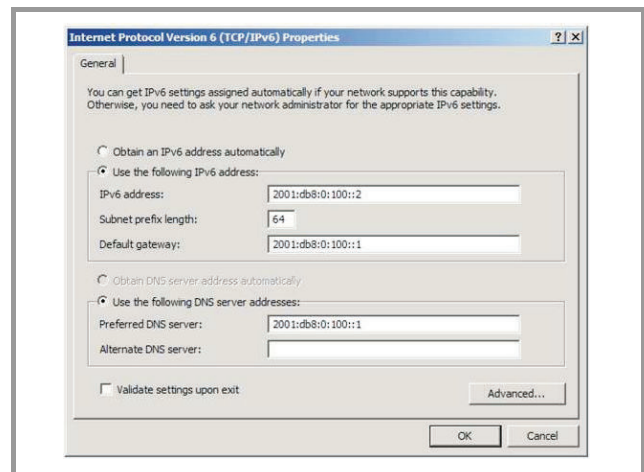 Internet Protocol Version 6 (TCP/IPv6) Properties
General
You can get IPv6 settings assigned automatically if your network supports this capability.
Otherwise, you need to ask your network administrator for the appropriate IPv6 settings.
Obtain an IPv6 address automatically
Use the following IPv6 address:
IPv6 address: 2001:db8:0:100::2
Subnet prefix length: 64
Default gateway: 2001:db8:0:100::1
Obtain DNS server address automatically
Use the following DNS server addresses:
Preferred DNS server: 2001:db8:0:100::1
Alternate DNS server:
Validate settings upon exit
Advanced...
OK Cancel